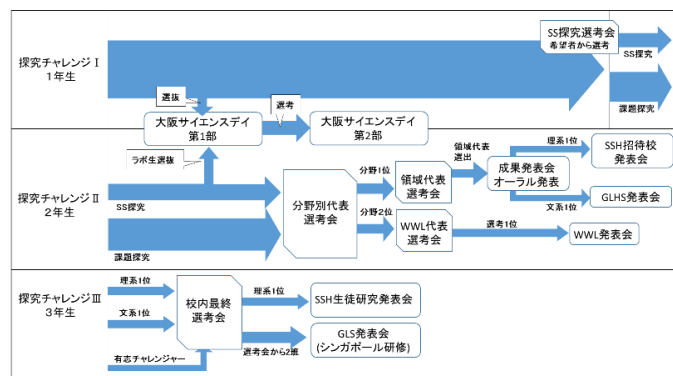 探究チャレンジⅠ
1年生
SS探究選考会
希望者から選考
SS探究
課題探究
選抜
選考
大阪サイエンスデイ
第1部
大阪サイエンスデイ
第2部
ラボ生選抜
探究チャレンジⅡ
2年生
SS探究
課題探究
分野別代表
選考会
分野1位
分野2位
領域代表
選考会
WWL代表
選考会
領域代表
選出
成果発表会
オーラル発表
理系1位
文系1位
SSH招待校
発表会
GLHS発表会
選考1位
WWL発表会
探究チャレンジⅢ
3年生
理系1位
文系1位
有志チャレンジャー
校内最終
選考会
理系1位
選考会から2班
SSH生徒研究発表会
GLS発表会
(シンガポール研修)